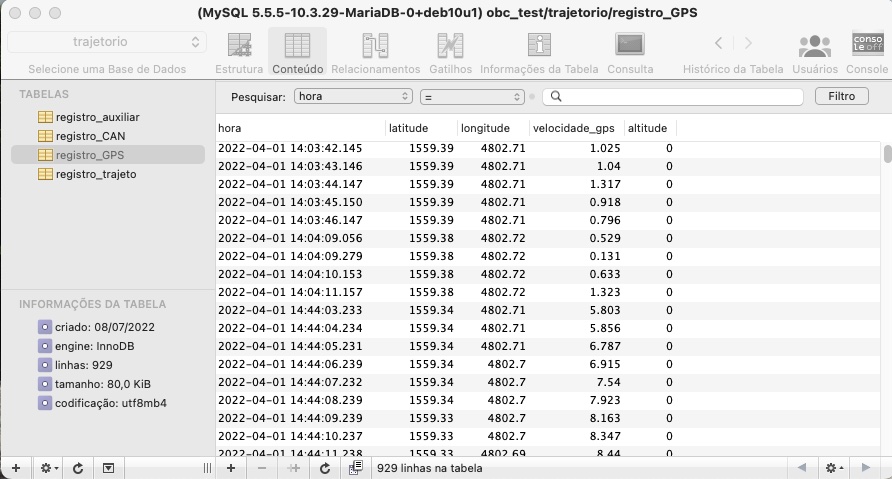 (MySQL 5.5.5-10.3.29-MariaDB-0+deb10u1) obc_test/trajetorio/registro_GPS
trajetorio
console off
Selecione uma Base de Dados Estrutura Conteúdo Relacionamentos Gatilhos Informações da Tabela Consulta Histórico da Tabela Usuários Console
TABELAS
registro_auxiliar
registro_CAN
registro_GPS
registro_trajeto
INFORMAÇÕES DA TABELA
criado: 08/07/2022
engine: InnoDB
linhas: 929
tamanho: 80,0 KiB
codificação: utf8mb4
Pesquisar: hora = Filtro
hora latitude longitude velocidade_gps altitude
2022-04-01 14:03:42.145 1559.39 4802.71 1.025 0
2022-04-01 14:03:43.146 1559.39 4802.71 1.04 0
2022-04-01 14:03:44.147 1559.39 4802.71 1.317 0
2022-04-01 14:03:45.150 1559.39 4802.71 0.918 0
2022-04-01 14:03:46.147 1559.39 4802.71 0.796 0
2022-04-01 14:04:09.056 1559.38 4802.72 0.529 0
2022-04-01 14:04:09.279 1559.38 4802.72 0.131 0
2022-04-01 14:04:10.153 1559.38 4802.72 0.633 0
2022-04-01 14:04:11.157 1559.38 4802.72 1.323 0
2022-04-01 14:44:03.233 1559.34 4802.71 5.803 0
2022-04-01 14:44:04.234 1559.34 4802.71 5.856 0
2022-04-01 14:44:05.231 1559.34 4802.71 6.787 0
2022-04-01 14:44:06.239 1559.34 4802.7 6.915 0
2022-04-01 14:44:07.232 1559.34 4802.7 7.54 0
2022-04-01 14:44:08.239 1559.34 4802.7 7.923 0
2022-04-01 14:44:09.239 1559.33 4802.7 8.163 0
2022-04-01 14:44:10.237 1559.33 4802.7 8.347 0
2022-04-01 14:44:11.238 1559.33 4802.69 8.44 0
929 linhas na tabela